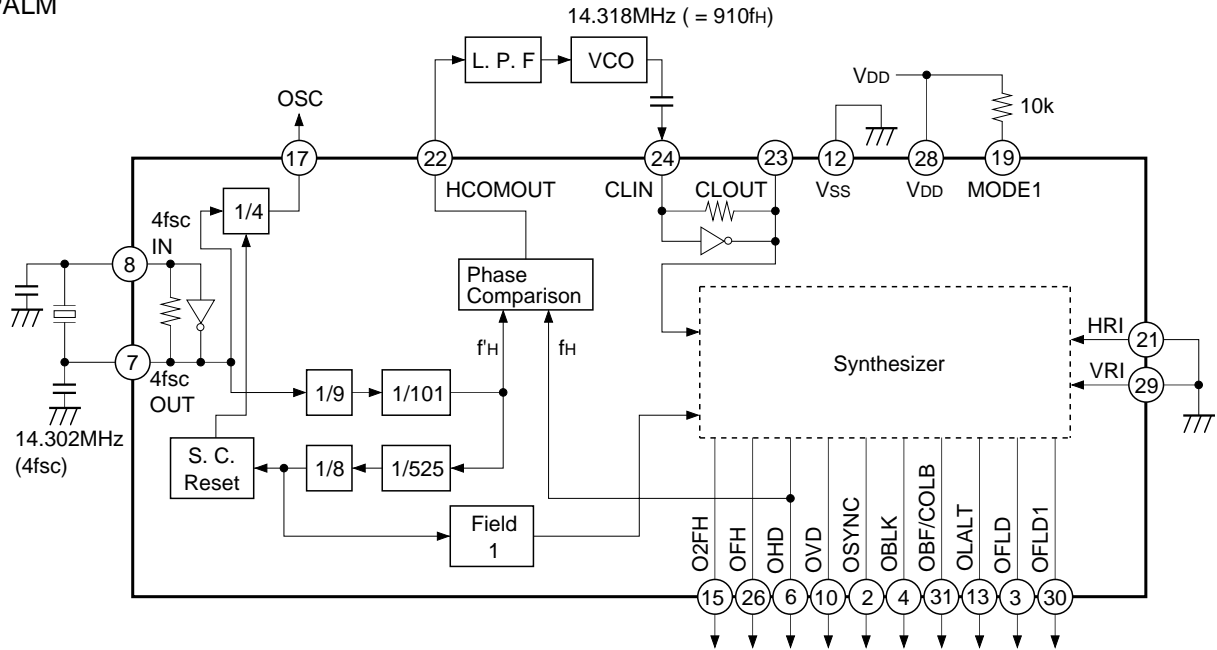 PALM
14.318MHz ( = 910fH)
L. P. F
VCO
OSC
VDD
10k
17
22
24
23
12
28
19
HCOMOUT
CLIN
CLOUT
VSS
VDD
MODE1
1/4
4fsc
IN
8
Phase
Comparison
HRI
21
f'H
fH
Synthesizer
7
4fsc
OUT
VRI
29
1/9
1/101
14.302MHz
(4fsc)
S. C.
Reset
1/8
1/525
Field
1
O2FH
OFH
OHD
OVD
OSYNC
OBLK
OBF/COLB
OLALT
OFLD
OFLD1
15
26
6
10
2
4
31
13
3
30